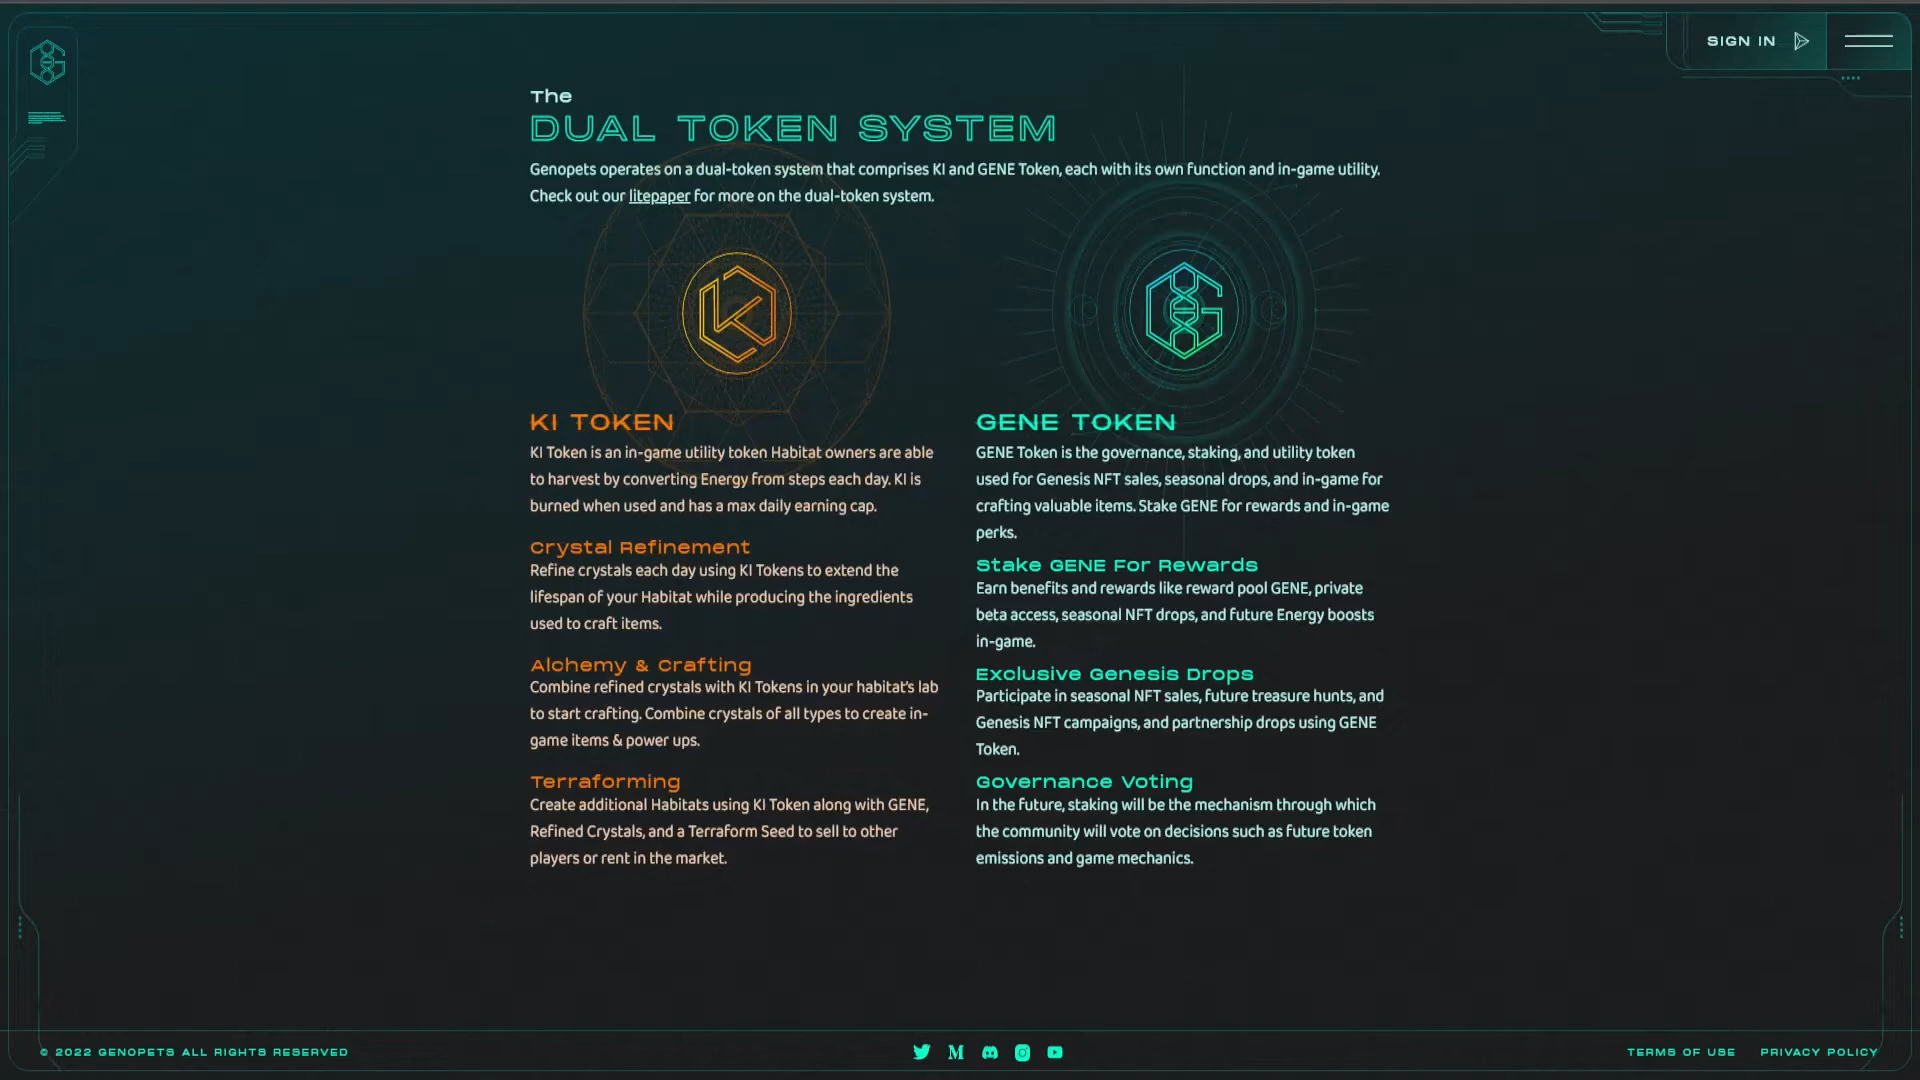 SIGN IN
The
DUAL TOKEN SYSTEM
Genopets operates on a dual-token system that comprises KI and GENE Token, each with its own function and in-game utility.
Check out our litepaper for more on the dual-token system.
KI TOKEN
KI Token is an in-game utility token Habitat owners are able
to harvest by converting Energy from steps each day. KI is
burned when used and has a max daily earning cap.
Crystal Refinement
Refine crystals each day using KI Tokens to extend the
lifespan of your Habitat while producing the ingredients
used to craft items.
Alchemy & Crafting
Combine refined crystals with KI Tokens in your habitat's lab
to start crafting. Combine crystals of all types to create in-
game items & power ups.
Terraforming
Create additional Habitats using KI Token along with GENE,
Refined Crystals, and a Terraform Seed to sell to other
players or rent in the market.
GENE TOKEN
GENE Token is the governance, staking, and utility token
used for Genesis NFT sales, seasonal drops, and in-game for
crafting valuable items. Stake GENE for rewards and in-game
perks.
Stake GENE For Rewards
Earn benefits and rewards like reward pool GENE, private
beta access, seasonal NFT drops, and future Energy boosts
in-game.
Exclusive Genesis Drops
Participate in seasonal NFT sales, future treasure hunts, and
Genesis NFT campaigns, and partnership drops using GENE
Token.
Governance Voting
In the future, staking will be the mechanism through which
the community will vote on decisions such as future token
emissions and game mechanics.
© 2022 GENOPETS ALL RIGHTS RESERVED
TERMS OF USE
PRIVACY POLICY